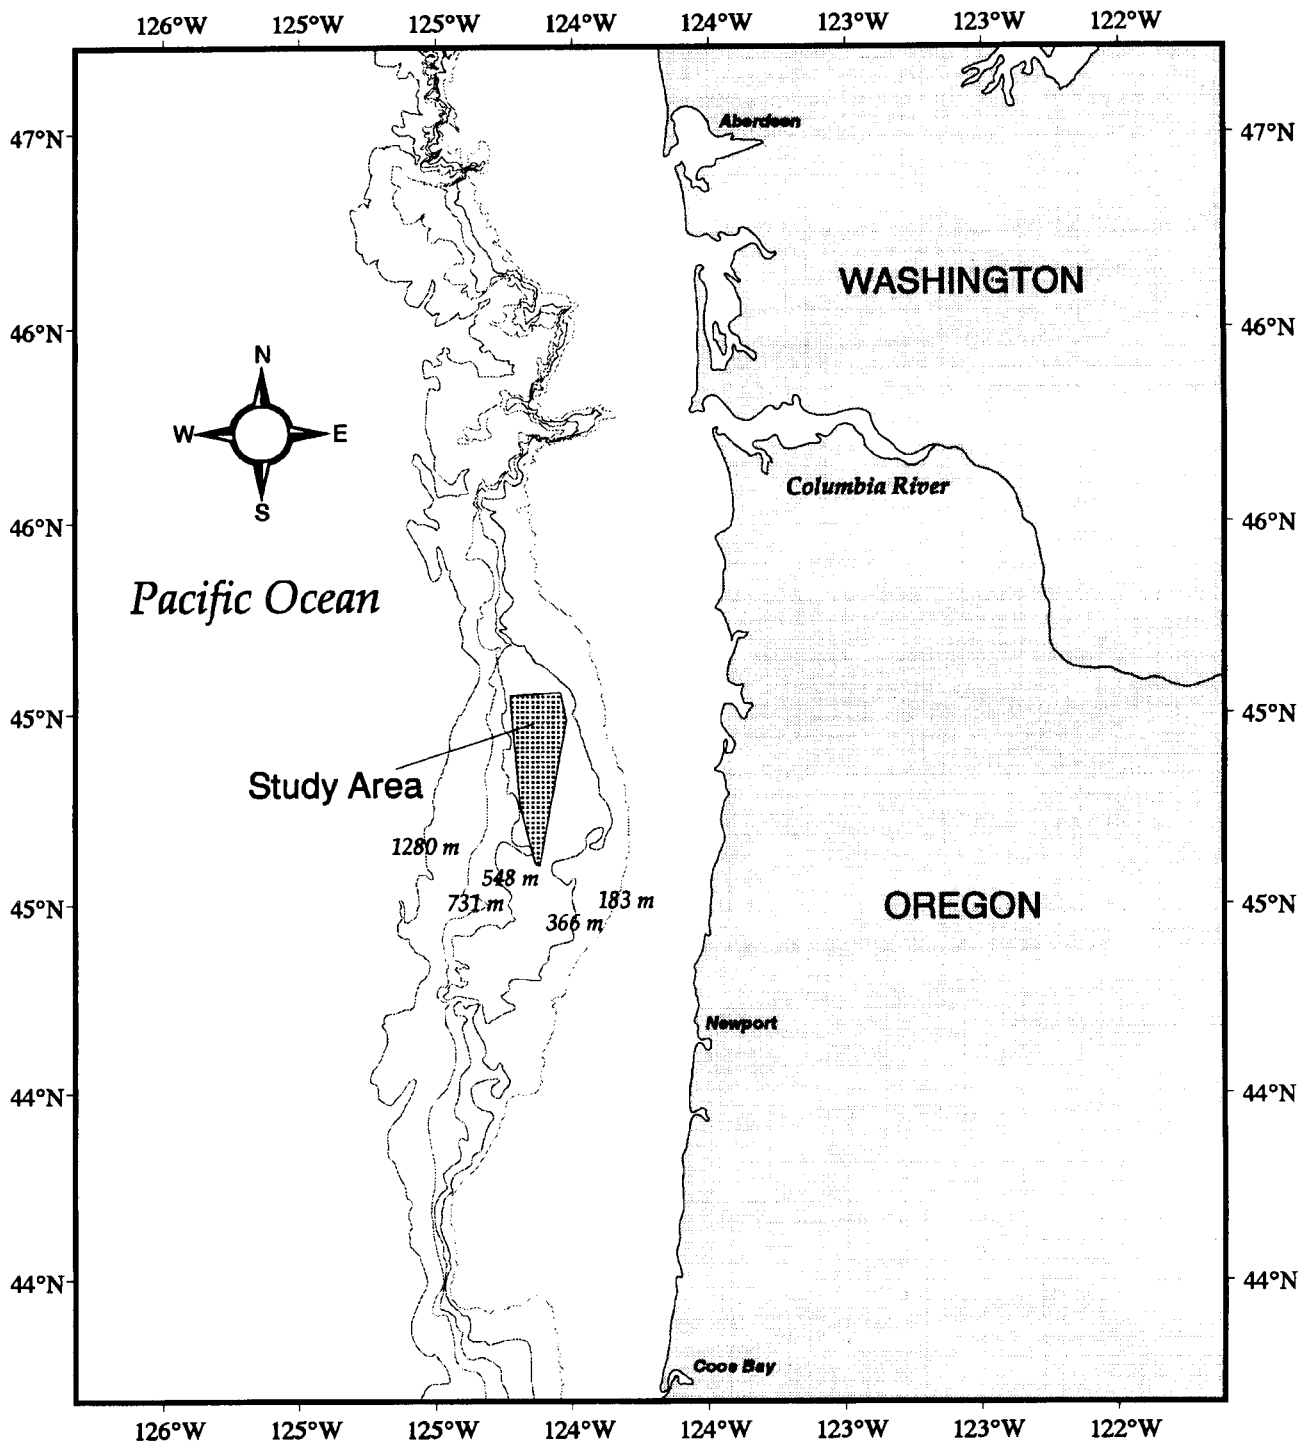 126°W 125°W 125°W 124°W 124°W 123°W 123°W 122°W
Aberdeen
47°N 47°N
WASHINGTON
46°N 46°N
N
W E
S
Columbia River
46°N 46°N
Pacific Ocean
45°N 45°N
Study Area
1280 m
548 m
731 m 183 m
366 m
45°N OREGON 45°N
Newport
44°N 44°N
44°N 44°N
Coos Bay
126°W 125°W 125°W 124°W 124°W 123°W 123°W 122°W